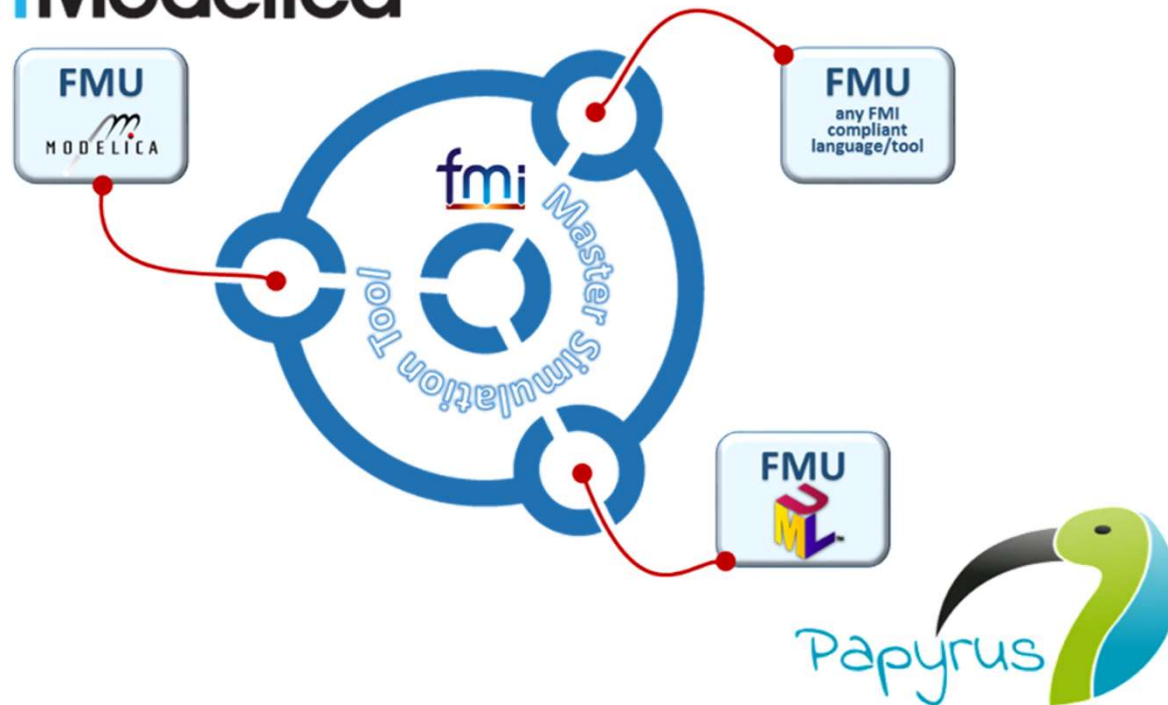 Modelica
FMU
MODELICA
FMU
any FMI
compliant
language/tool
fmi
Master Simulation Tool
FMU
UML
Papyrus